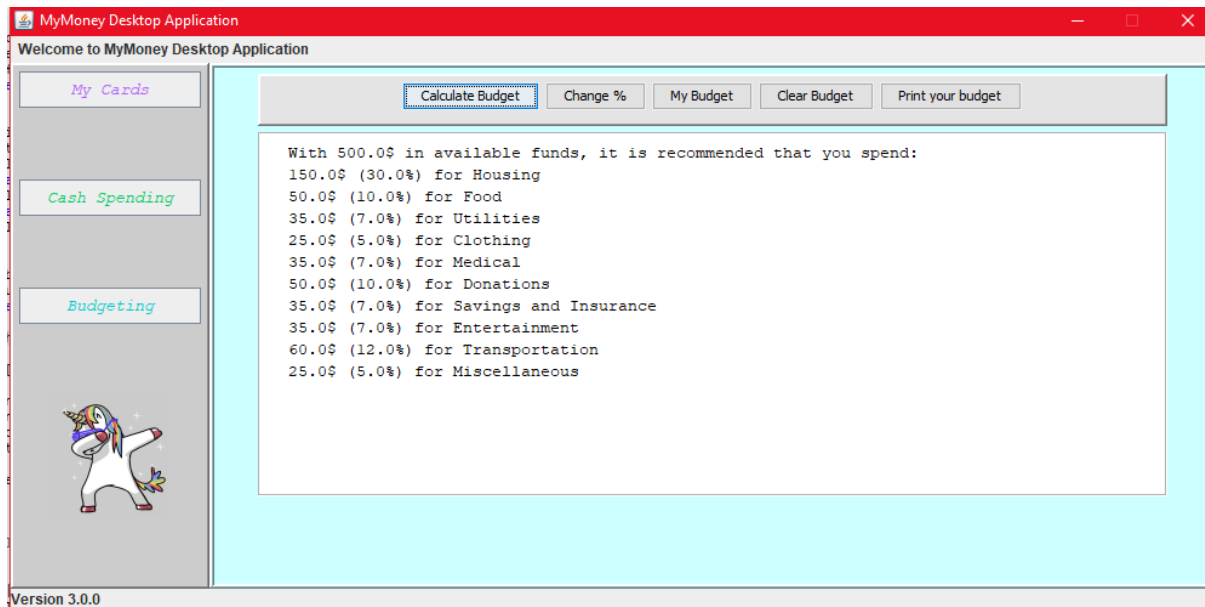 MyMoney Desktop Application
Welcome to MyMoney Desktop Application
My Cards
Cash Spending
Budgeting
Calculate Budget Change % My Budget Clear Budget Print your budget
With 500.0$ in available funds, it is recommended that you spend:
150.0$ (30.0%) for Housing
50.0$ (10.0%) for Food
35.0$ (7.0%) for Utilities
25.0$ (5.0%) for Clothing
35.0$ (7.0%) for Medical
50.0$ (10.0%) for Donations
35.0$ (7.0%) for Savings and Insurance
35.0$ (7.0%) for Entertainment
60.0$ (12.0%) for Transportation
25.0$ (5.0%) for Miscellaneous
Version 3.0.0